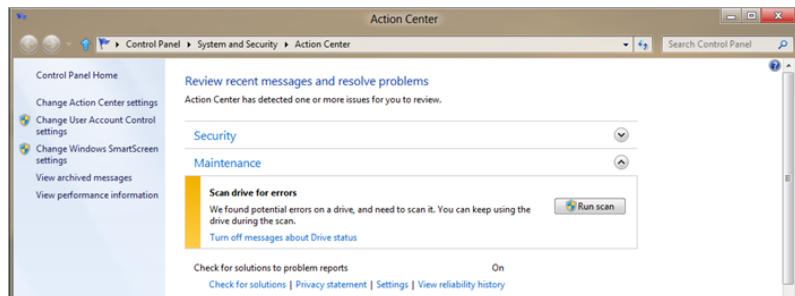 Action Center
Control Panel ▸ System and Security ▸ Action Center
Search Control Panel
Control Panel Home
Change Action Center settings
Change User Account Control
settings
Change Windows SmartScreen
settings
View archived messages
View performance information
Review recent messages and resolve problems
Action Center has detected one or more issues for you to review.
Security
Maintenance
Scan drive for errors
We found potential errors on a drive, and need to scan it. You can keep using the
drive during the scan.
Run scan
Turn off messages about Drive status
Check for solutions to problem reports On
Check for solutions | Privacy statement | Settings | View reliability history